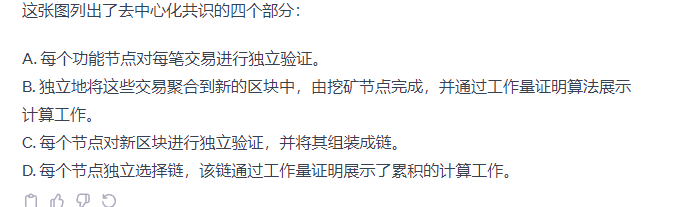 这张图列出了去中心化共识的四个部分：
A. 每个功能节点对每笔交易进行独立验证。
B. 独立地将这些交易聚合到新的区块中，由挖矿节点完成，并通过工作量证明算法展示
计算工作。
C. 每个节点对新区块进行独立验证，并将其组装成链。
D. 每个节点独立选择链，该链通过工作量证明展示了累积的计算工作。